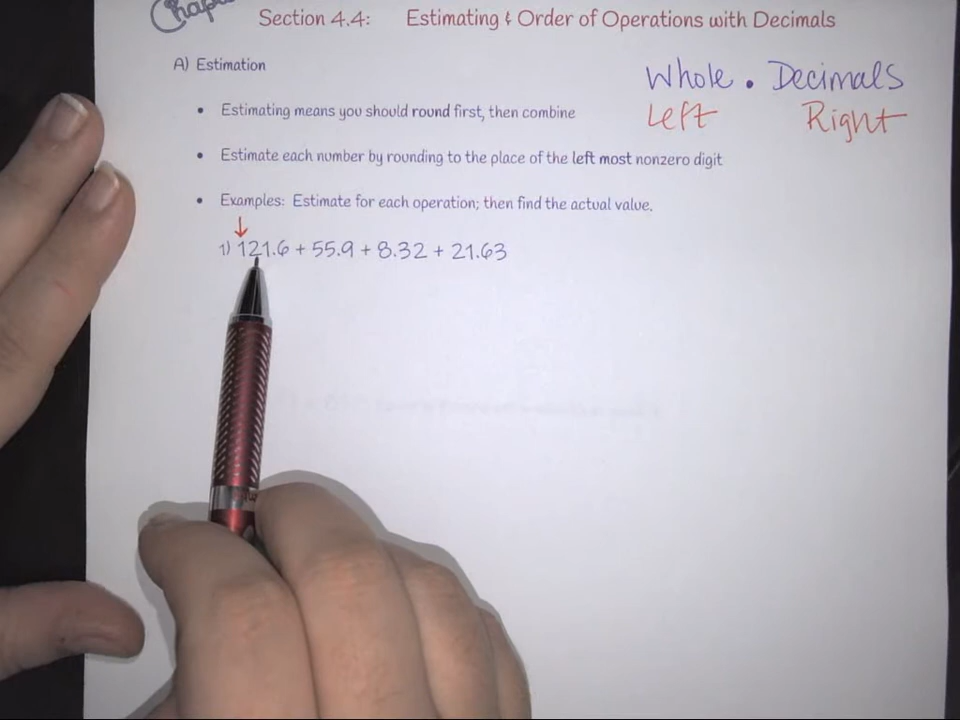 Section 4.4: Estimating & Order of Operations with Decimals
A) Estimation
Whole . Decimals
Left Right
• Estimating means you should round first, then combine
• Estimate each number by rounding to the place of the left most nonzero digit
• Examples: Estimate for each operation; then find the actual value.
1) 121.6 + 55.9 + 8.32 + 21.63